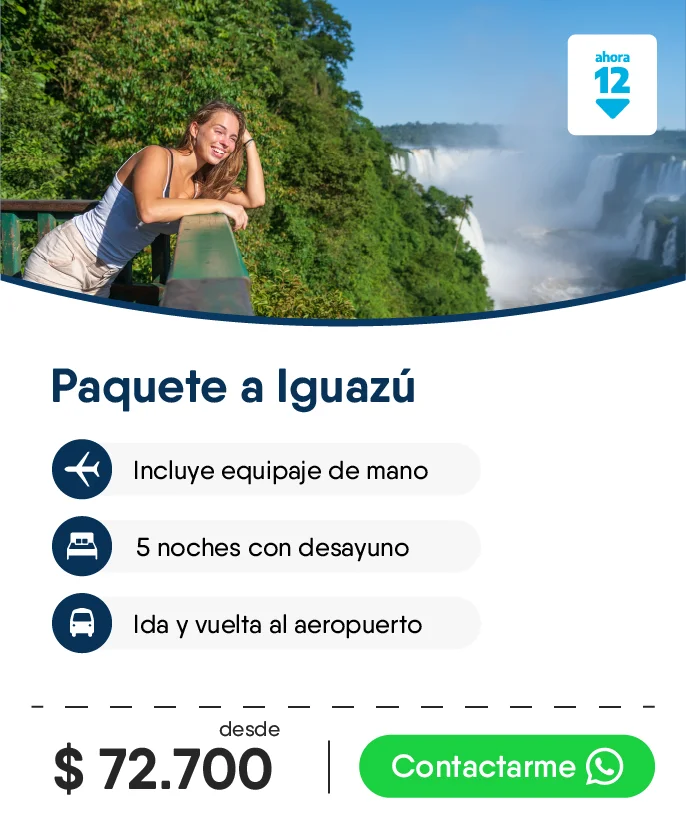 ahora
12
Paquete a Iguazú
Incluye equipaje de mano
5 noches con desayuno
Ida y vuelta al aeropuerto
desde
$ 72.700
Contactarme